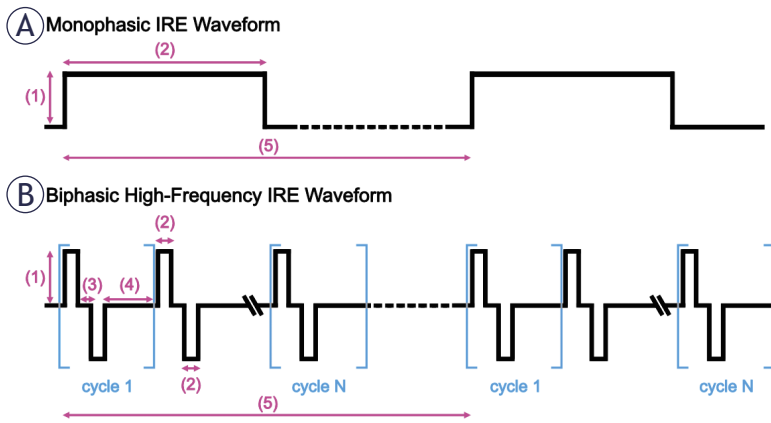 A Monophasic IRE Waveform
(2)
(1)
(5)
B Biphasic High-Frequency IRE Waveform
(2)
(1) (3) (4)
(2)
cycle 1 cycle N cycle 1 cycle N
(5)